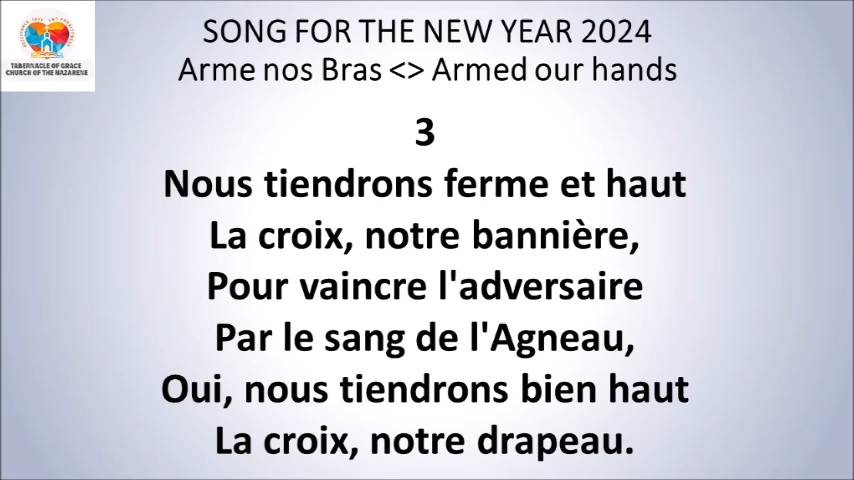 SONG FOR THE NEW YEAR 2024
Arme nos Bras <> Armed our hands
TABERNACLE OF GRACE
CHURCH OF THE NAZARENE
3
Nous tiendrons ferme et haut
La croix, notre bannière,
Pour vaincre l'adversaire
Par le sang de l'Agneau,
Oui, nous tiendrons bien haut
La croix, notre drapeau.